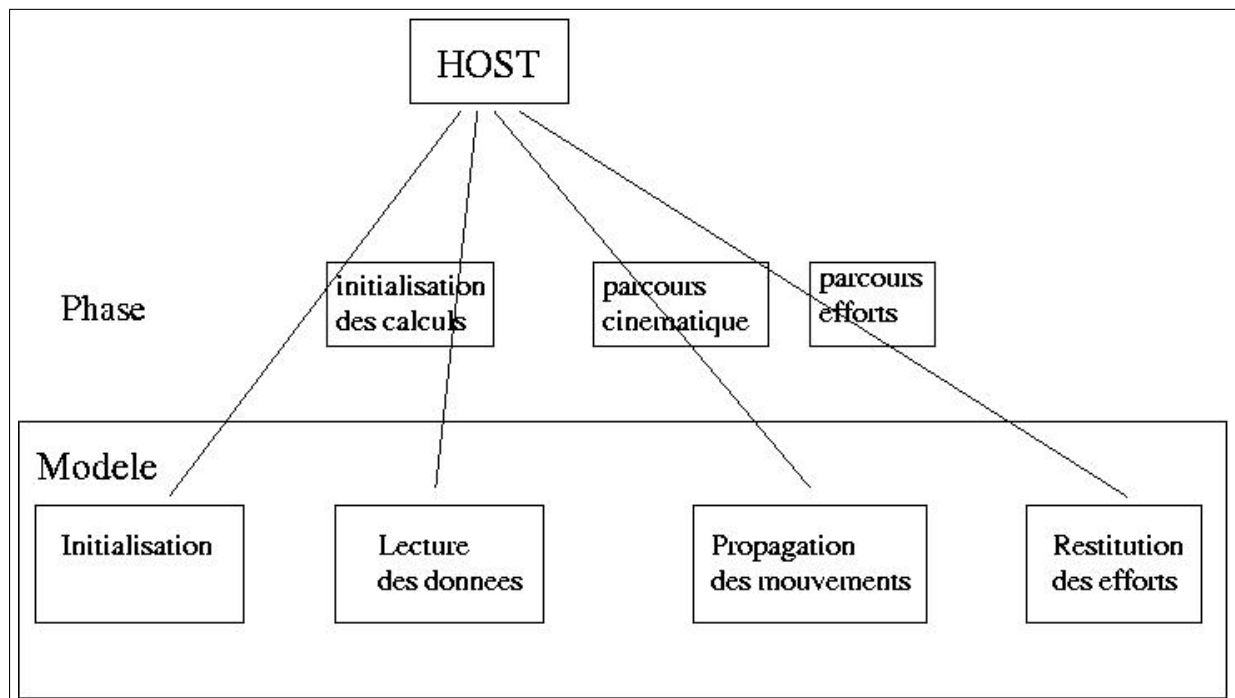 HOST
Phase
initialisation
des calculs
parcours
cinematique
parcours
efforts
Modele
Initialisation
Lecture
des donnees
Propagation
des mouvements
Restitution
des efforts